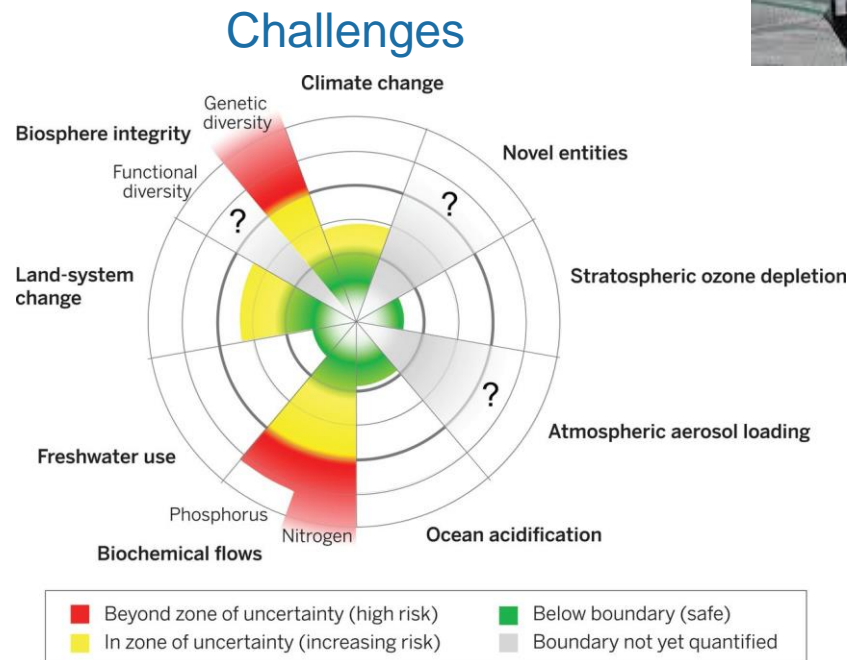 Challenges
Climate change
Genetic
diversity
Biosphere integrity
Novel entities
Functional
diversity
?
?
Land-system
change
Stratospheric ozone depletion
?
Atmospheric aerosol loading
Freshwater use
Phosphorus
Nitrogen
Ocean acidification
Biochemical flows
Beyond zone of uncertainty (high risk)
Below boundary (safe)
In zone of uncertainty (increasing risk)
Boundary not yet quantified